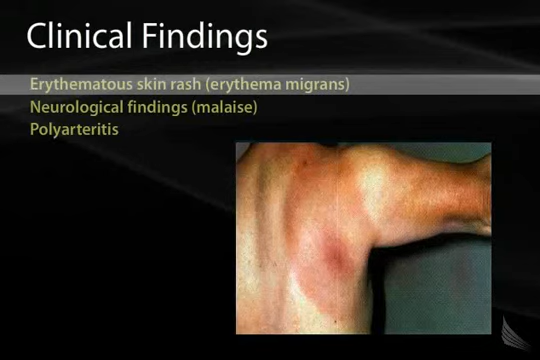 Clinical Findings
Erythematous skin rash (erythema migrans)
Neurological findings (malaise)
Polyarteritis